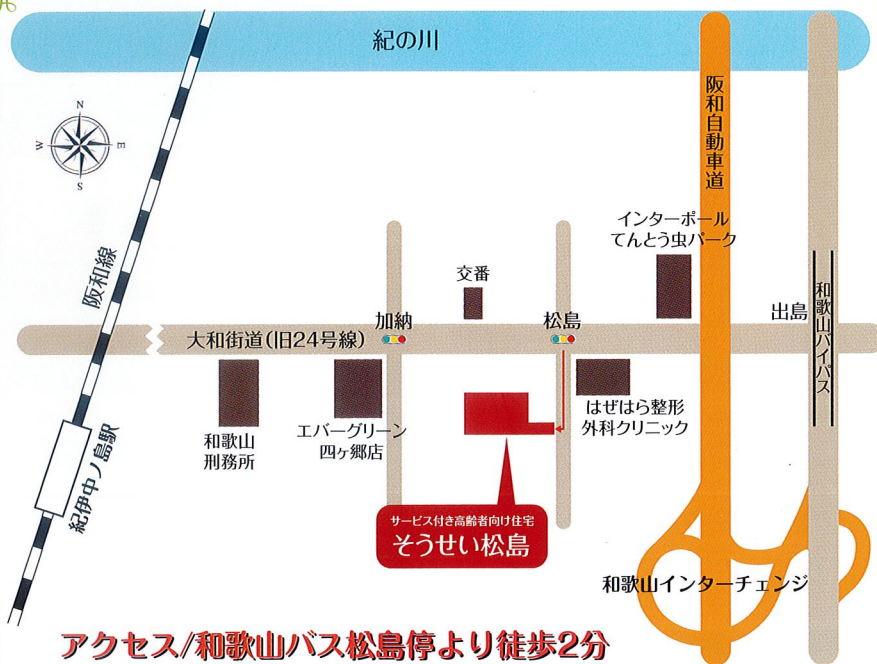 紀の川
N
W
E
S
阪和自動車道
インターポール
てんとう虫パーク
阪和線
交番
加納
松島
出島
和歌山バイパス
大和街道(旧24号線)
和歌山
刑務所
エバーグリーン
四ヶ郷店
はぜはら整形
外科クリニック
紀伊中ノ島駅
サービス付き高齢者向け住宅
そうせい松島
和歌山インターチェンジ
アクセス/和歌山バス松島停より徒歩2分